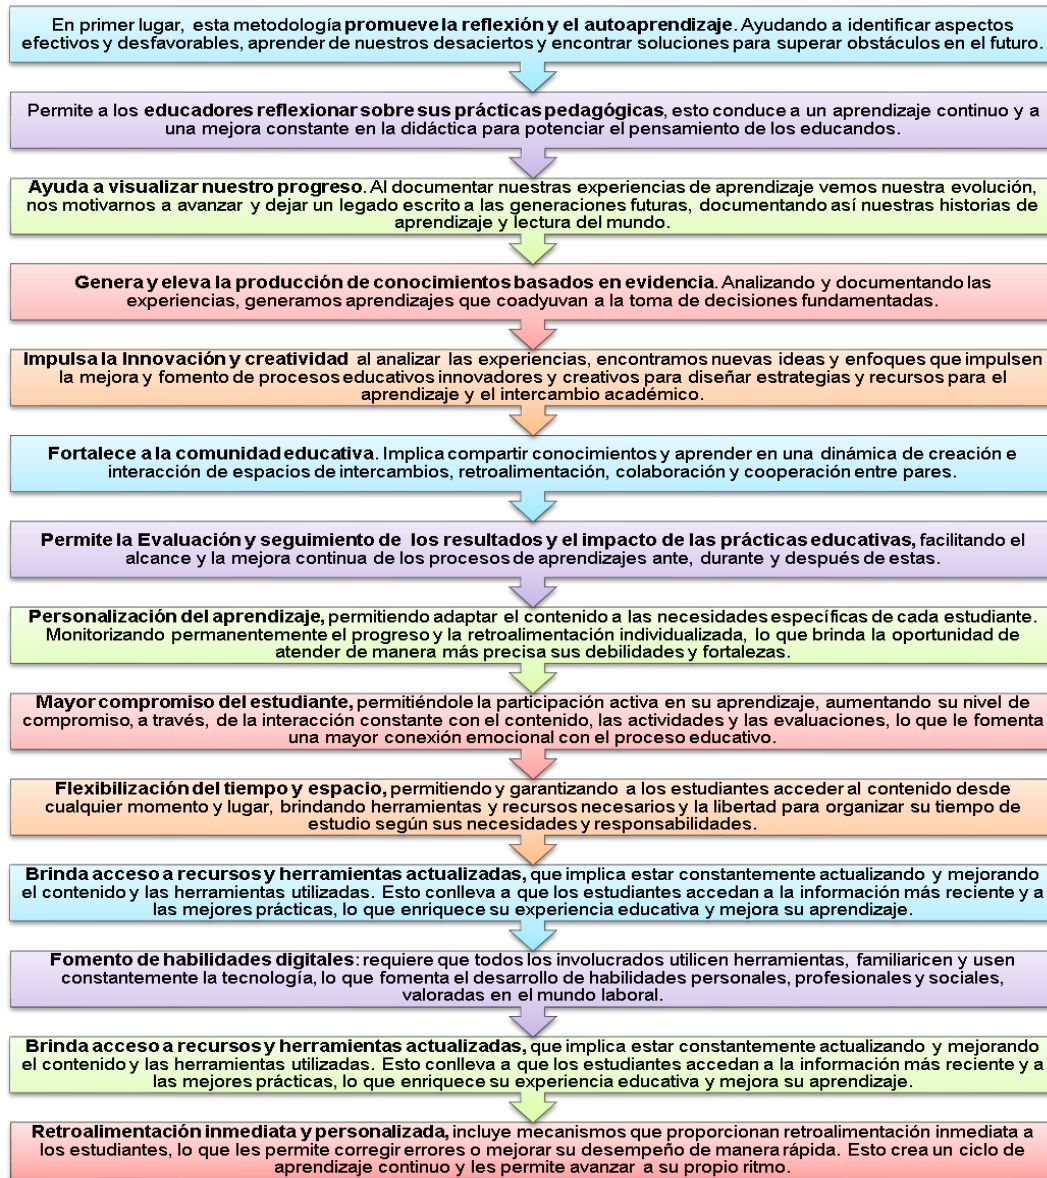 En primer lugar, esta metodología promueve la reflexión y el autoaprendizaje. Ayudando a identificar aspectos
efectivos y desfavorables, aprender de nuestros desaciertos y encontrar soluciones para superar obstáculos en el futuro.
Permite a los educadores reflexionar sobre sus prácticas pedagógicas, esto conduce a un aprendizaje continuo y a
una mejora constante en la didáctica para potenciar el pensamiento de los educandos.
Ayuda a visualizar nuestro progreso. Al documentar nuestras experiencias de aprendizaje vemos nuestra evolución,
nos motivarnos a avanzar y dejar un legado escrito a las generaciones futuras, documentando así nuestras historias de
aprendizaje y lectura del mundo.
Genera y eleva la producción de conocimientos basados en evidencia. Analizando y documentando las
experiencias, generamos aprendizajes que coadyuvan a la toma de decisiones fundamentadas.
Impulsa la Innovación y creatividad al analizar las experiencias, encontramos nuevas ideas y enfoques que impulsen
la mejora y fomento de procesos educativos innovadores y creativos para diseñar estrategias y recursos para el
aprendizaje y el intercambio académico.
Fortalece a la comunidad educativa. Implica compartir conocimientos y aprender en una dinámica de creación e
interacción de espacios de intercambios, retroalimentación, colaboración y cooperación entre pares.
Permite la Evaluación y seguimiento de los resultados y el impacto de las prácticas educativas, facilitando el
alcance y la mejora continua de los procesos de aprendizajes ante, durante y después de estas.
Personalización del aprendizaje, permitiendo adaptar el contenido a las necesidades específicas de cada estudiante.
Monitorizando permanentemente el progreso y la retroalimentación individualizada, lo que brinda la oportunidad de
atender de manera más precisa sus debilidades y fortalezas.
Mayor compromiso del estudiante, permitiéndole la participación activa en su aprendizaje, aumentando su nivel de
compromiso, a través, de la interacción constante con el contenido, las actividades y las evaluaciones, lo que le fomenta
una mayor conexión emocional con el proceso educativo.
Flexibilización del tiempo y espacio, permitiendo y garantizando a los estudiantes acceder al contenido desde
cualquier momento y lugar, brindando herramientas y recursos necesarios y la libertad para organizar su tiempo de
estudio según sus necesidades y responsabilidades.
Brinda acceso a recursos y herramientas actualizadas, que implica estar constantemente actualizando y mejorando
el contenido y las herramientas utilizadas. Esto conlleva a que los estudiantes accedan a la información más reciente y a
las mejores prácticas, lo que enriquece su experiencia educativa y mejora su aprendizaje.
Fomento de habilidades digitales: requiere que todos los involucrados utilicen herramientas, familiaricen y usen
constantemente la tecnología, lo que fomenta el desarrollo de habilidades personales, profesionales y sociales,
valoradas en el mundo laboral.
Brinda acceso a recursos y herramientas actualizadas, que implica estar constantemente actualizando y mejorando
el contenido y las herramientas utilizadas. Esto conlleva a que los estudiantes accedan a la información más reciente y a
las mejores prácticas, lo que enriquece su experiencia educativa y mejora su aprendizaje.
Retroalimentación inmediata y personalizada, incluye mecanismos que proporcionan retroalimentación inmediata a
los estudiantes, lo que les permite corregir errores o mejorar su desempeño de manera rápida. Esto crea un ciclo de
aprendizaje continuo y les permite avanzar a su propio ritmo.